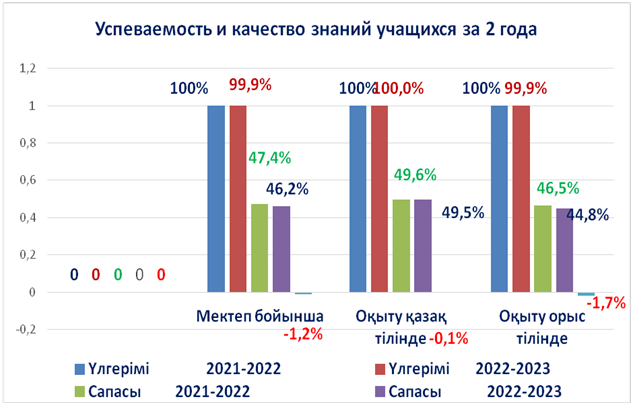 Успеваемость и качество знаний учащихся за 2 года
1,2
1
0,8
0,6
0,4
0,2
0
-0,2
100% 99,9% 100% 100,0% 100% 99,9%
47,4% 49,6% 46,5%
46,2% 49,5% 44,8%
0 0 0 0 0
Мектеп бойынша Оқыту қазақ тілінде Оқыту орыс тілінде
-1,2% -0,1% -1,7%
Үлгерімі 2021-2022 Үлгерімі 2022-2023
Сапасы 2021-2022 Сапасы 2022-2023